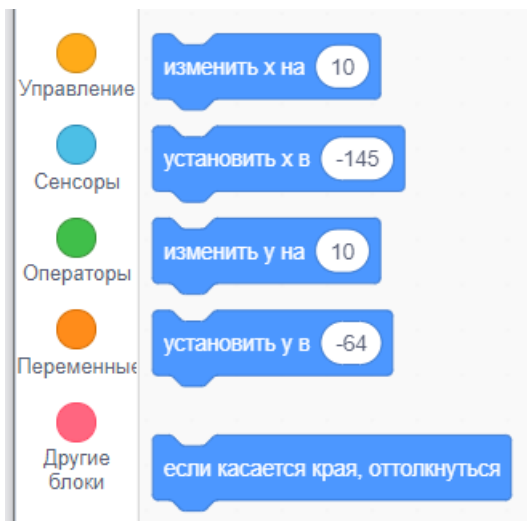 Управление
Сенсоры
Операторы
Переменные
Другие
блоки
изменить x на 10
установить x в -145
изменить y на 10
установить y в -64
если касается края, оттолкнуться